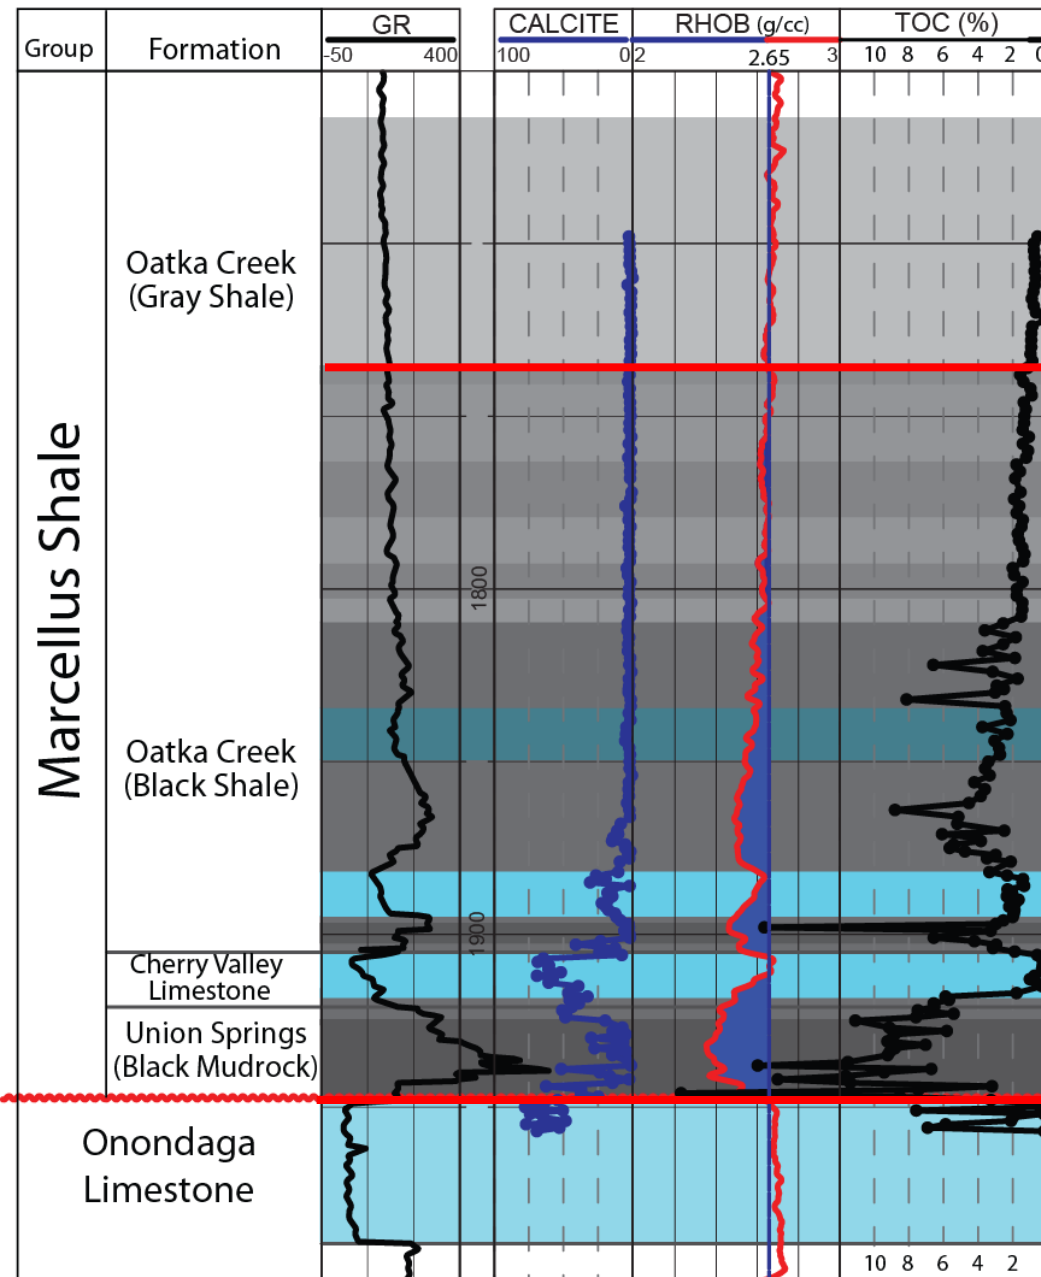 Group
Formation
GR
-50 400
CALCITE
100 0
RHOB (g/cc)
2 2.65 3
TOC (%)
10 8 6 4 2 0
Marcellus Shale
Oatka Creek
(Gray Shale)
1800
Oatka Creek
(Black Shale)
1900
Cherry Valley
Limestone
Union Springs
(Black Mudrock)
Onondaga
Limestone
10 8 6 4 2